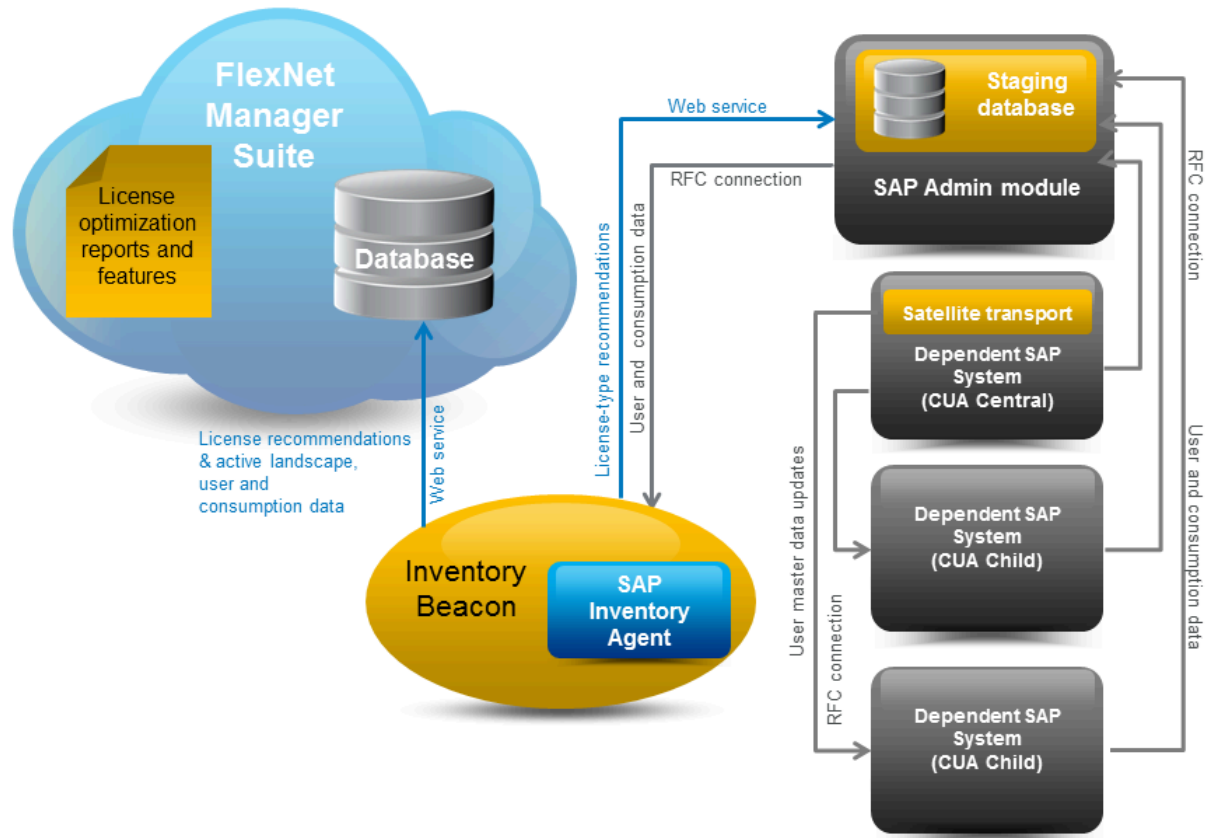 FlexNet
Manager
Suite
License
optimization
reports and
features
Database
License recommendations
& active landscape,
user and
consumption data
Web service
Inventory
Beacon
SAP
Inventory
Agent
Web service
RFC connection
License-type recommendations
User and consumption data
Staging
database
SAP Admin module
RFC connection
Satellite transport
Dependent SAP
System
(CUA Central)
User master data updates
RFC connection
Dependent SAP
System
(CUA Child)
User and consumption data
Dependent SAP
System
(CUA Child)